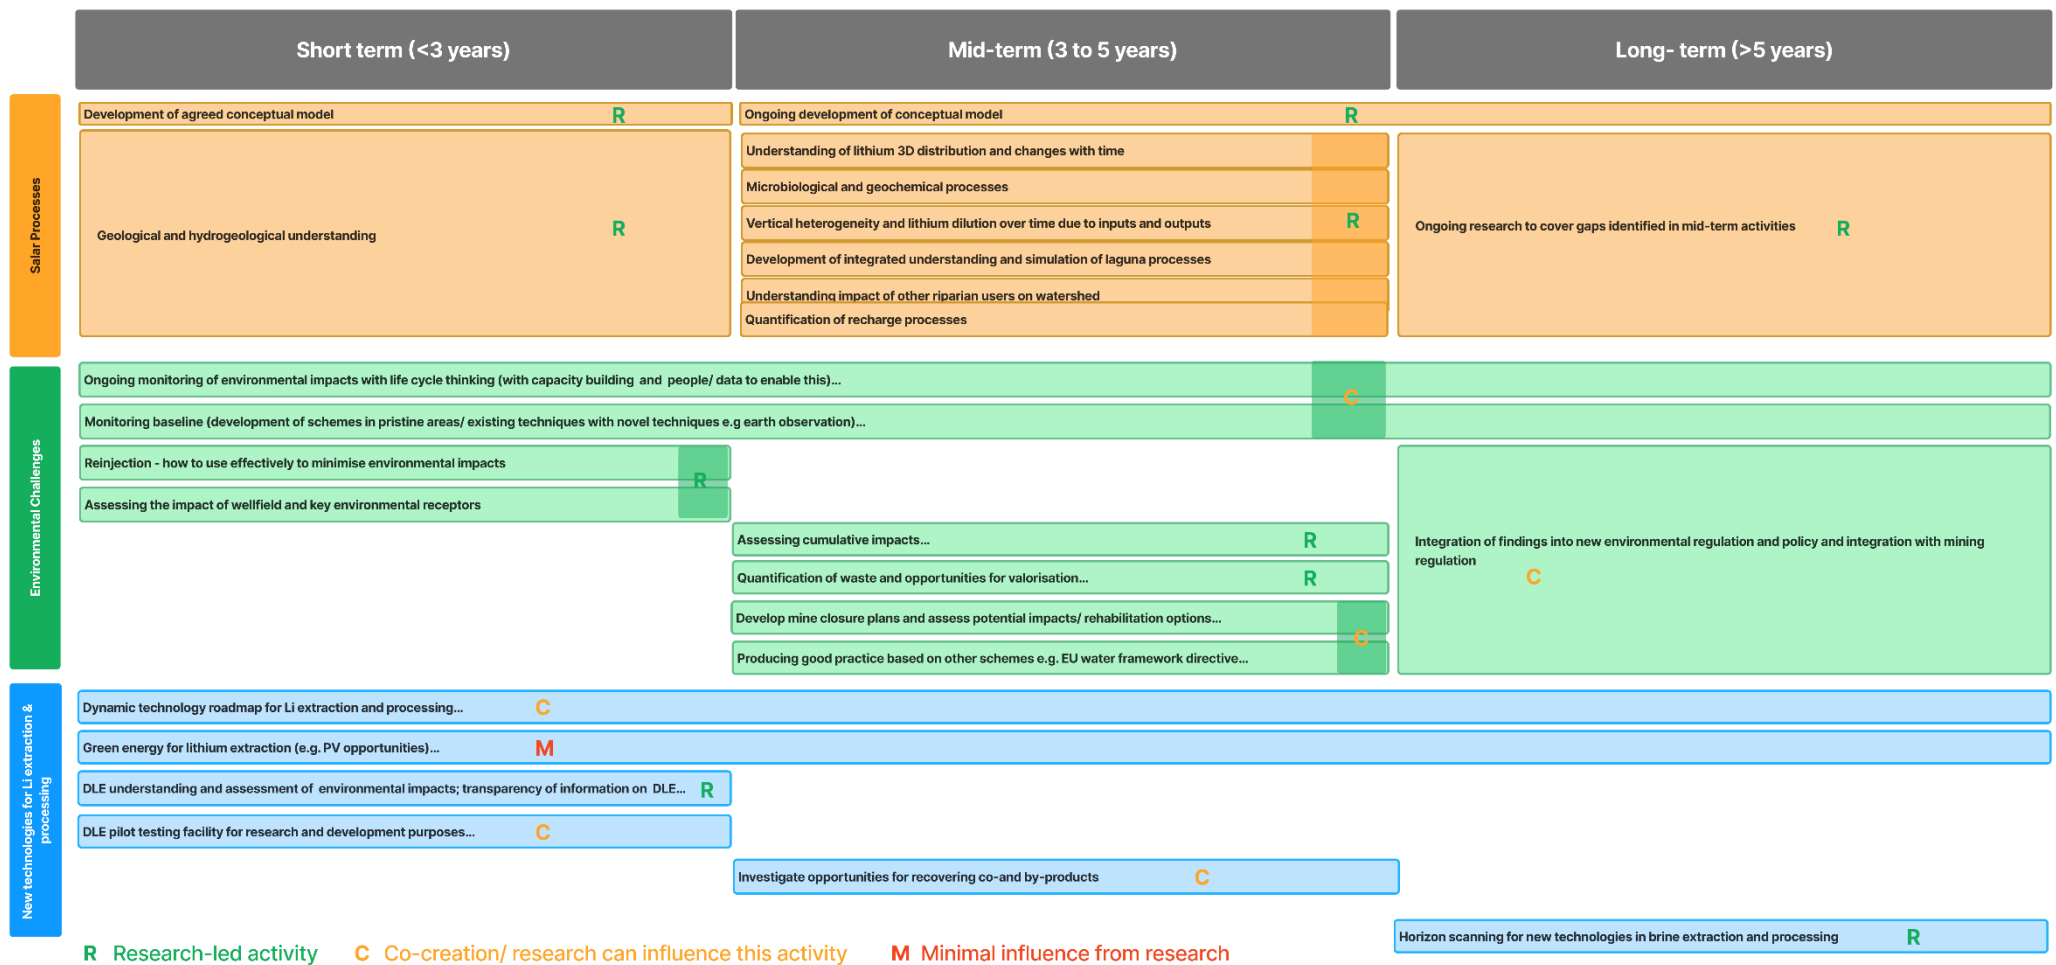 Short term (<3 years)
Mid-term (3 to 5 years)
Long- term (>5 years)
Salar Processes
Development of agreed conceptual model
R
Ongoing development of conceptual model
R
Geological and hydrogeological understanding
R
Understanding of lithium 3D distribution and changes with time
Microbiological and geochemical processes
Vertical heterogeneity and lithium dilution over time due to inputs and outputs
R
Development of integrated understanding and simulation of laguna processes
Understanding impact of other riparian users on watershed
Quantification of recharge processes
Ongoing research to cover gaps identified in mid-term activities
R
Environmental Challenges
Ongoing monitoring of environmental impacts with life cycle thinking (with capacity building and people/ data to enable this)...
C
Monitoring baseline (development of schemes in pristine areas/ existing techniques with novel techniques e.g earth observation)...
Reinjection - how to use effectively to minimise environmental impacts
R
Assessing the impact of wellfield and key environmental receptors
Assessing cumulative impacts...
R
Quantification of waste and opportunities for valorisation...
R
Develop mine closure plans and assess potential impacts/ rehabilitation options...
C
Producing good practice based on other schemes e.g. EU water framework directive...
Integration of findings into new environmental regulation and policy and integration with mining
regulation
C
New technologies for Li extraction &
processing
Dynamic technology roadmap for Li extraction and processing...
C
Green energy for lithium extraction (e.g. PV opportunities)...
M
DLE understanding and assessment of environmental impacts; transparency of information on DLE...
R
DLE pilot testing facility for research and development purposes...
C
Investigate opportunities for recovering co-and by-products
C
Horizon scanning for new technologies in brine extraction and processing
R
R Research-led activity
C Co-creation/ research can influence this activity
M Minimal influence from research